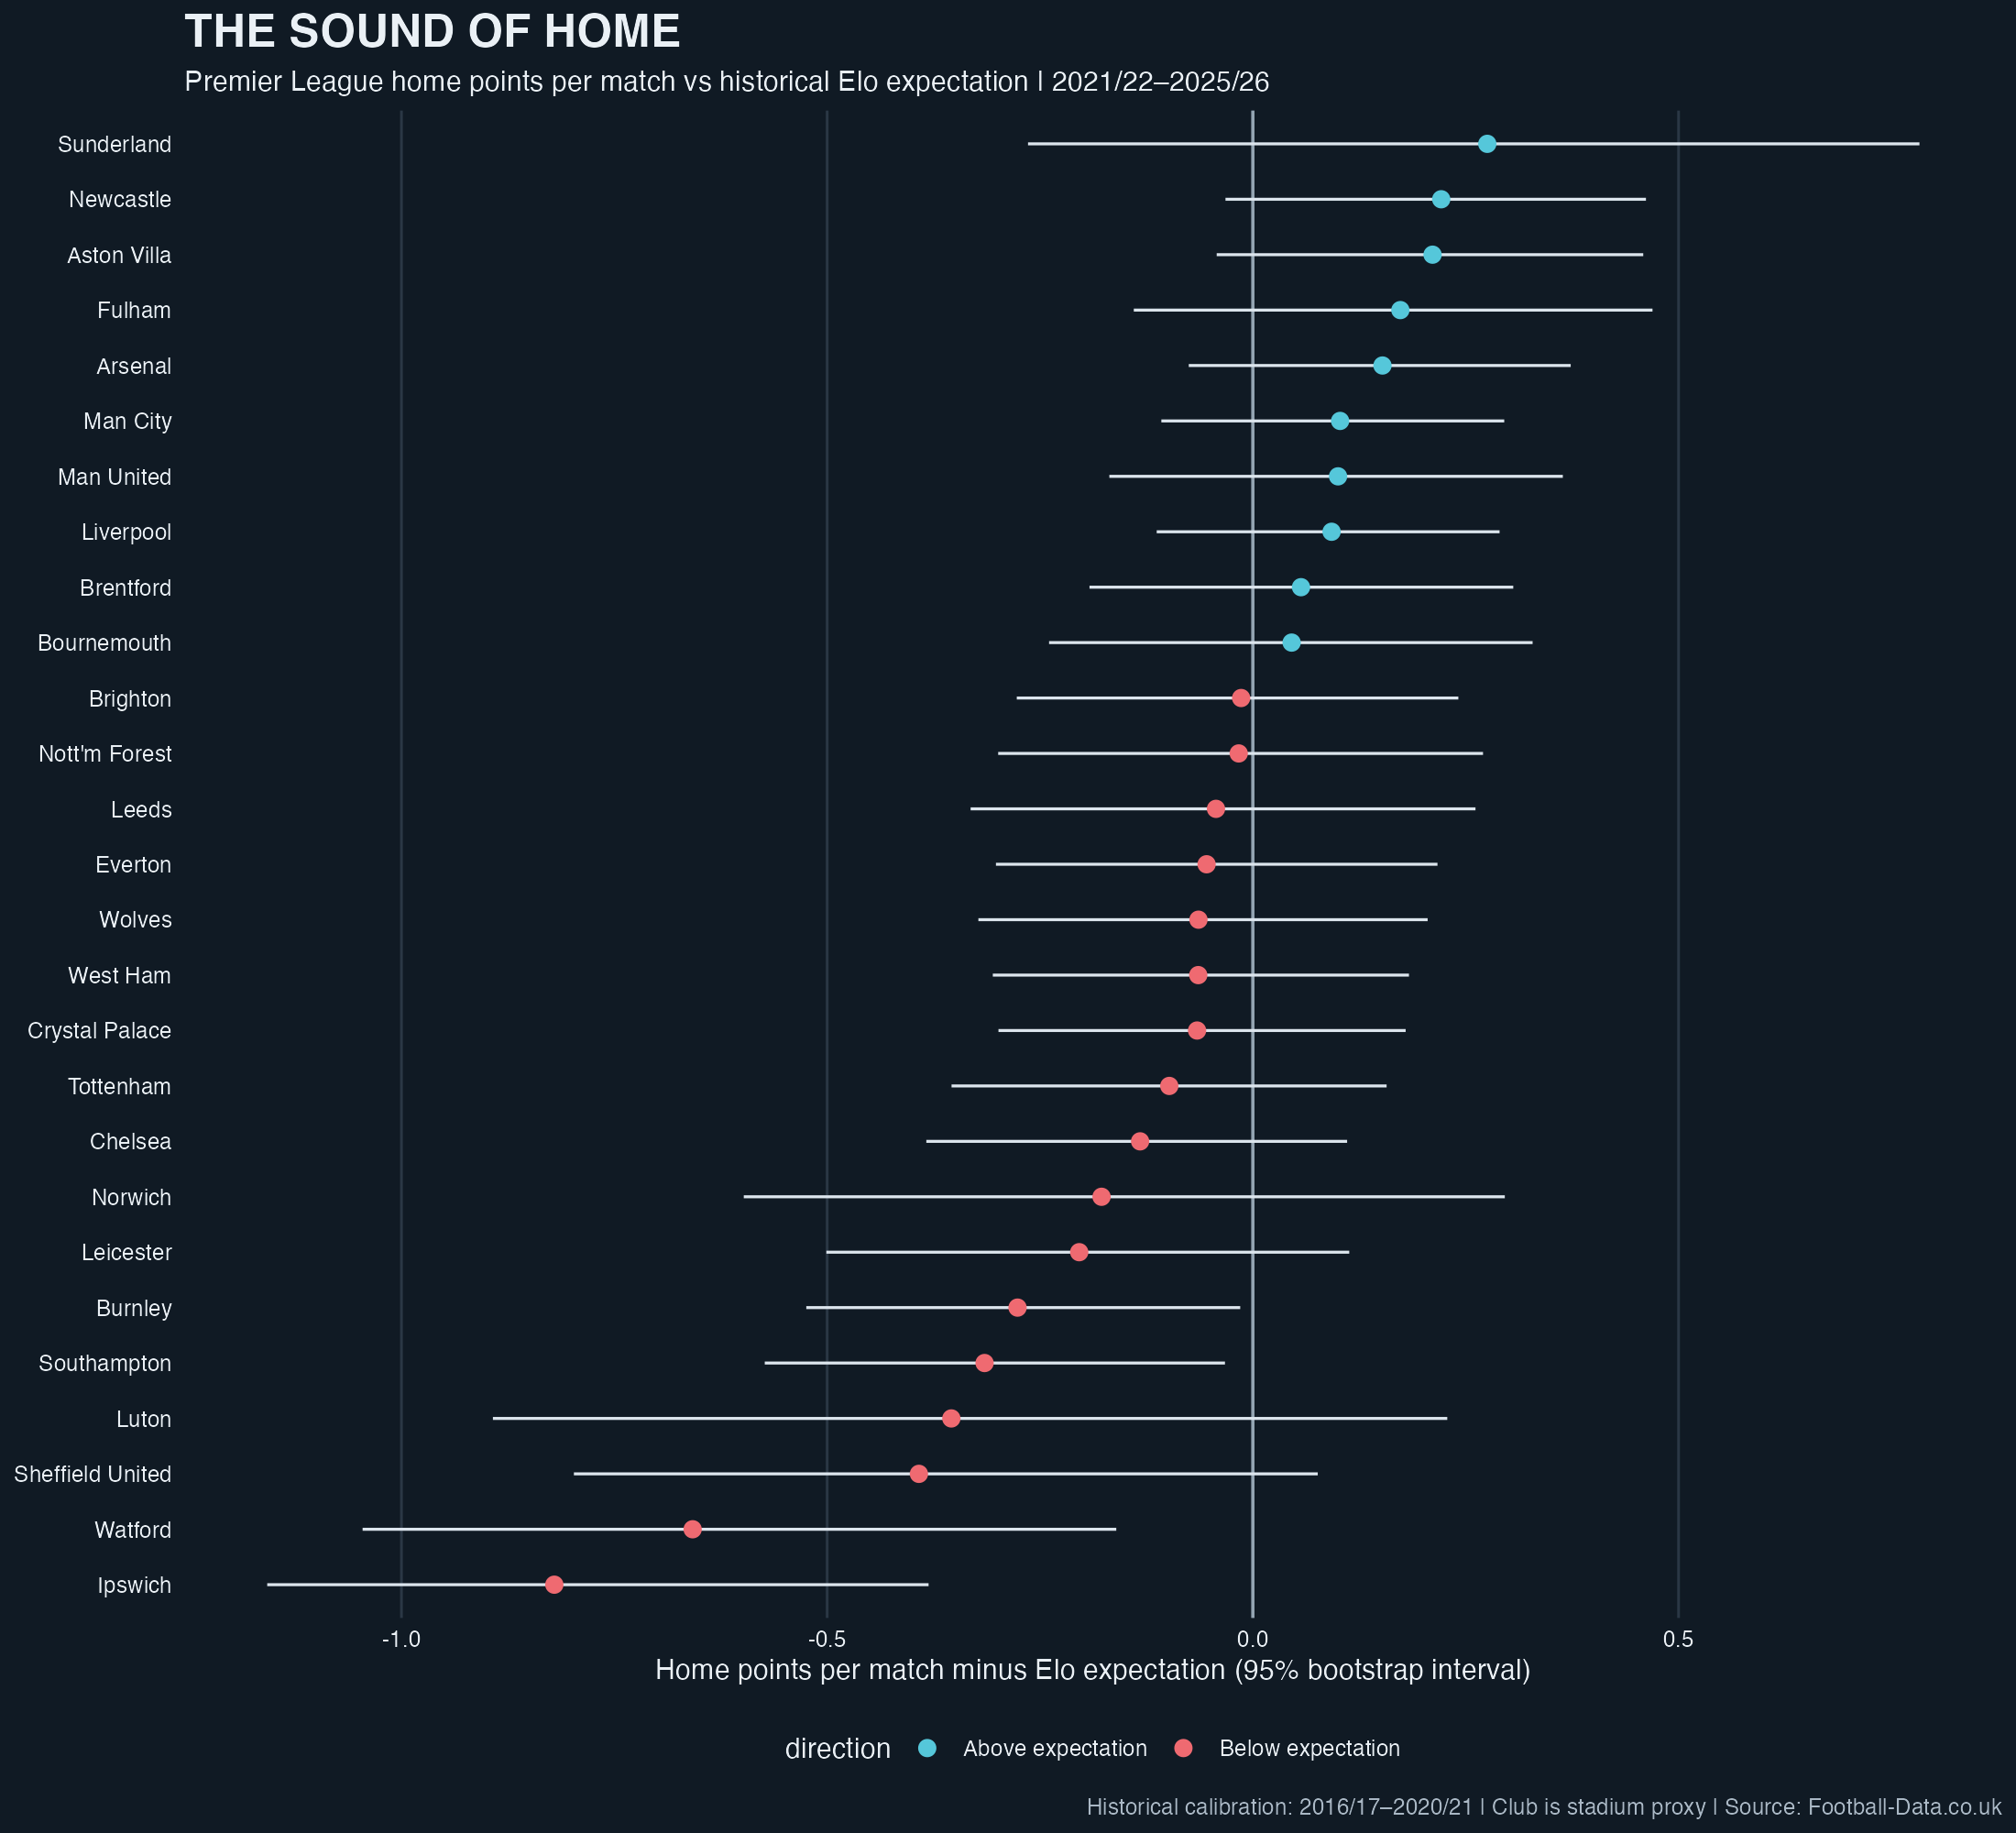 THE SOUND OF HOME
Premier League home points per match vs historical Elo expectation | 2021/22–2025/26
Sunderland
Newcastle
Aston Villa
Fulham
Arsenal
Man City
Man United
Liverpool
Brentford
Bournemouth
Brighton
Nott'm Forest
Leeds
Everton
Wolves
West Ham
Crystal Palace
Tottenham
Chelsea
Norwich
Leicester
Burnley
Southampton
Luton
Sheffield United
Watford
Ipswich
-1.0 -0.5 0.0 0.5
Home points per match minus Elo expectation (95% bootstrap interval)
direction Above expectation Below expectation
Historical calibration: 2016/17–2020/21 | Club is stadium proxy | Source: Football-Data.co.uk